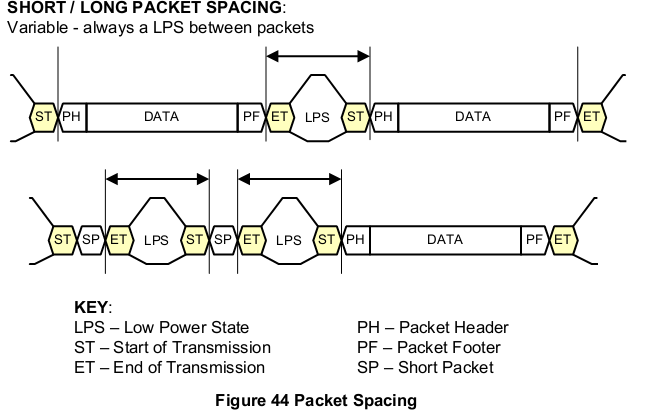 SHORT / LONG PACKET SPACING:
Variable - always a LPS between packets
ST PH DATA PF ET LPS ST PH DATA PF ET
ST SP ET LPS ST SP ET LPS ST PH DATA PF ET
KEY:
LPS – Low Power State PH – Packet Header
ST – Start of Transmission PF – Packet Footer
ET – End of Transmission SP – Short Packet
Figure 44 Packet Spacing